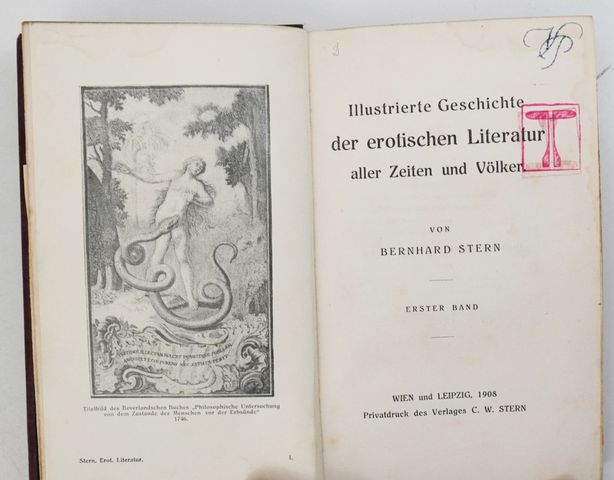 Titelbild des Beverlandschen Buches „Philosophische Untersuchung
von dem Zustande des Menschen vor der Erbsünde“
1746.
Stern, Erot. Literatur.
I.
Illustrierte Geschichte
der erotischen Literatur
aller Zeiten und Völker
VON
BERNHARD STERN
ERSTER BAND
WIEN und LEIPZIG, 1908
Privatdruck des Verlages C. W. STERN